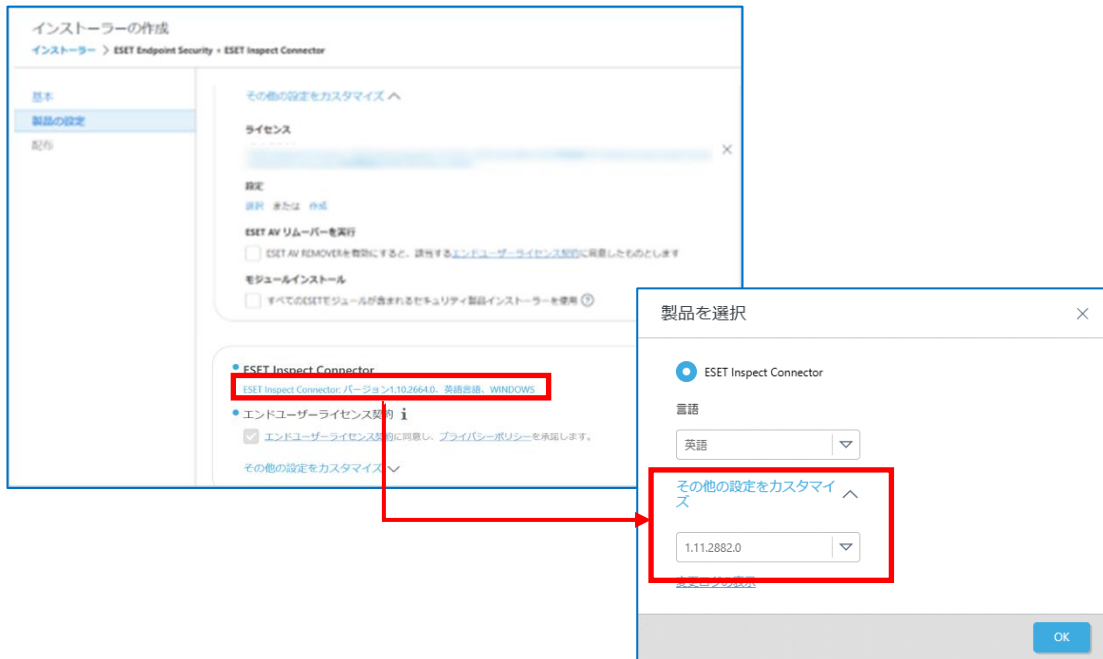 インストーラーの作成
インストーラー > ESET Endpoint Security + ESET Inspect Connector
基本
製品の設定
配布
その他の設定をカスタマイズ
ライセンス
設定
選択 または 作成
ESET AV リムーバーを実行
ESET AV REMOVERを有効にすると、該当するエンドユーザーライセンス契約に同意したものとします
モジュールインストール
すべてのESETモジュールが含まれるセキュリティ製品インストーラーを使用
ESET Inspect Connector
ESET Inspect Connector: バージョン1.10.2664.0、英語言語、WINDOWS
エンドユーザーライセンス契約
エンドユーザーライセンス契約に同意し、プライバシーポリシーを承認します。
その他の設定をカスタマイズ
製品を選択
ESET Inspect Connector
言語
英語
その他の設定をカスタマイ
ズ
1.11.2882.0
変更ログの表示
OK